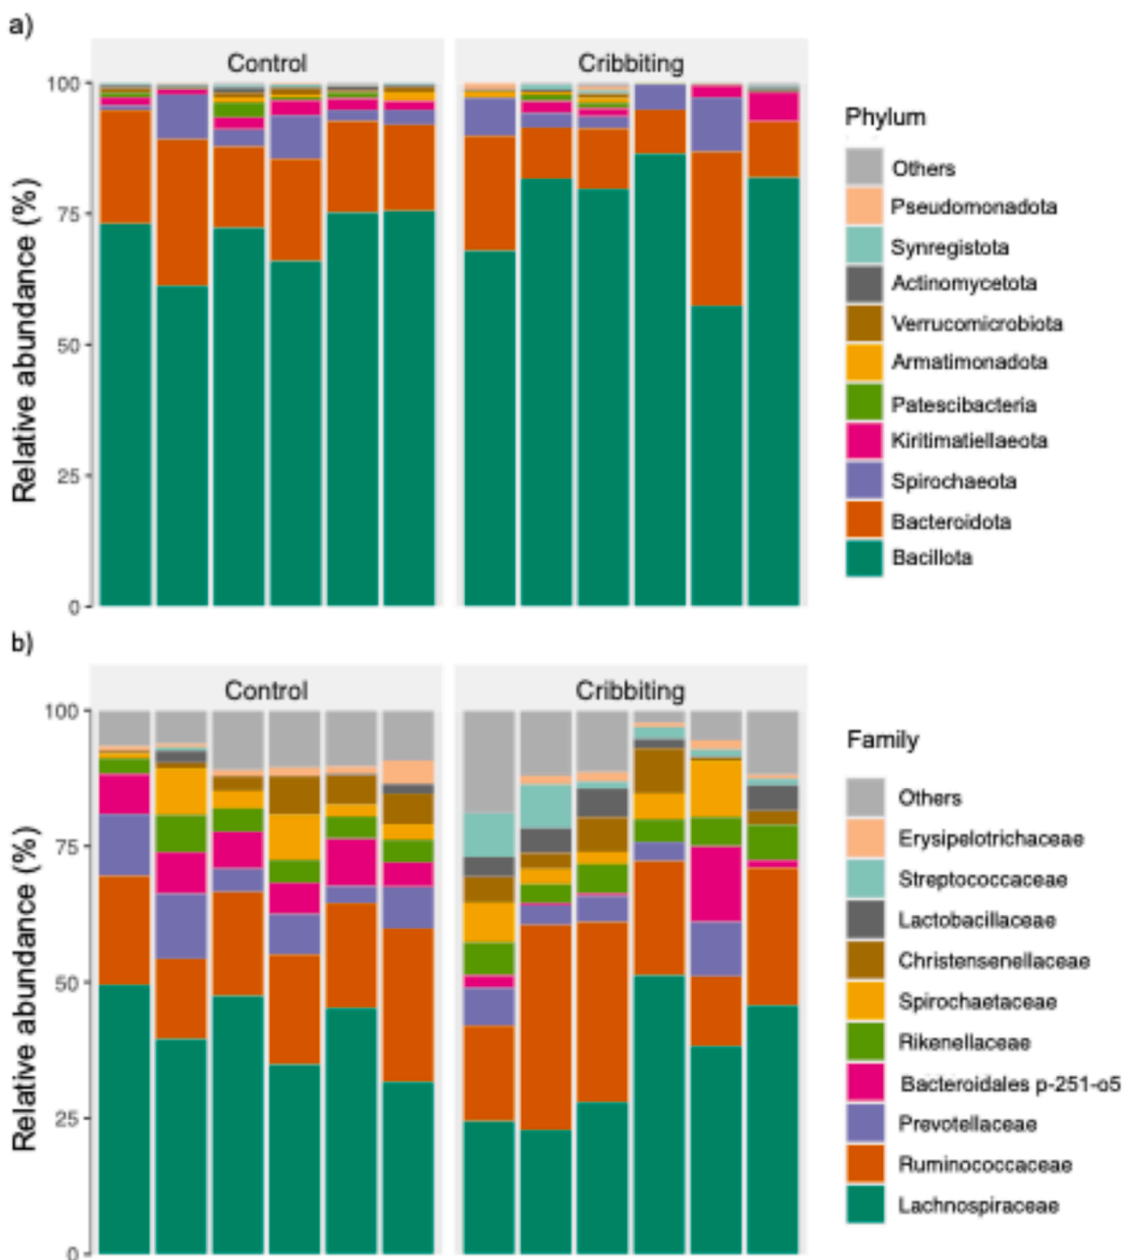 a)
Control
Cribbiting
100
75
50
25
0
Relative abundance (%)
Phylum
Others
Pseudomonadota
Synregistota
Actinomycetota
Verrucomicrobiota
Armatimonadota
Patescibacteria
Kiritimatiellaeota
Spirochaeota
Bacteroidota
Bacillota
b)
Control
Cribbiting
100
75
50
25
0
Relative abundance (%)
Family
Others
Erysipelotrichaceae
Streptococcaceae
Lactobacillaceae
Christensenellaceae
Spirochaetaceae
Rikenellaceae
Bacteroidales p-251-o5
Prevotellaceae
Ruminococcaceae
Lachnospiraceae